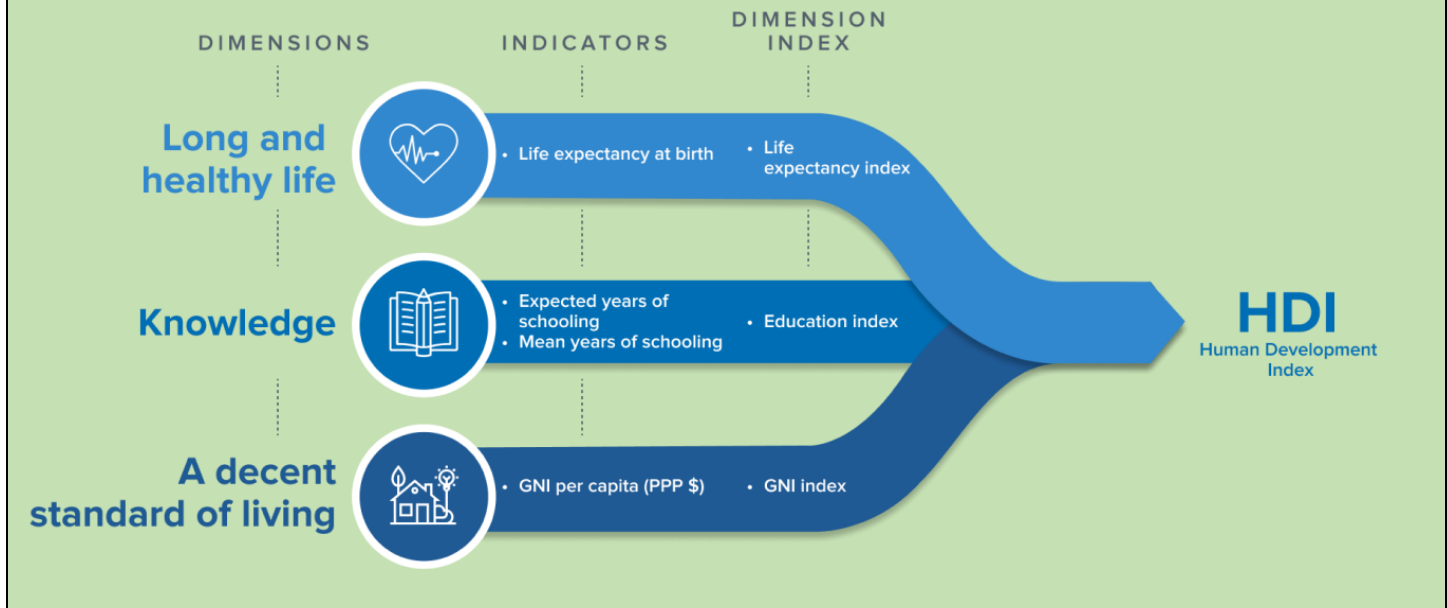 DIMENSIONS
INDICATORS
DIMENSION
INDEX
Long and
healthy life
• Life expectancy at birth
• Life
expectancy index
Knowledge
• Expected years of
schooling
• Mean years of schooling
• Education index
HDI
Human Development
Index
A decent
standard of living
• GNI per capita (PPP $)
• GNI index